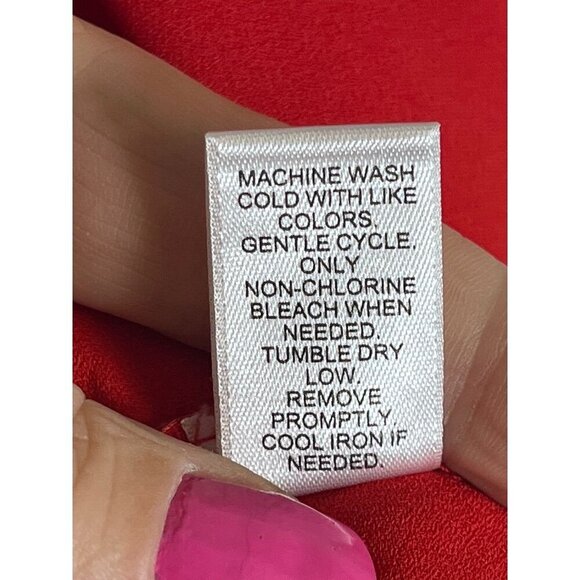 MACHINE WASH
COLD WITH LIKE
COLORS.
GENTLE CYCLE.
ONLY
NON-CHLORINE
BLEACH WHEN
NEEDED.
TUMBLE DRY
LOW.
REMOVE
PROMPTLY.
COOL IRON IF
NEEDED.